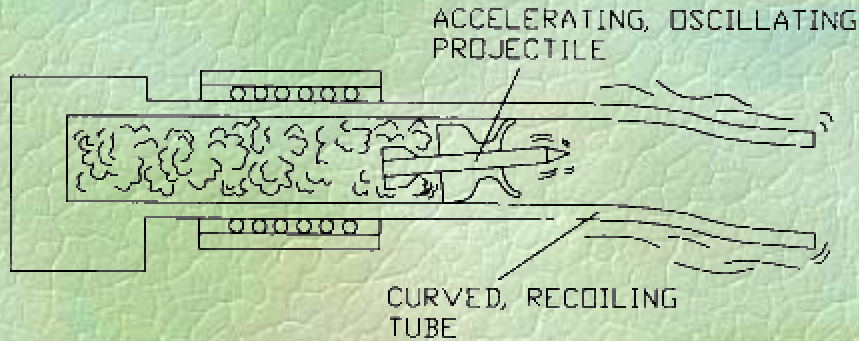 ACCELERATING, OSCILLATING
PROJECTILE
CURVED, RECOILING
TUBE